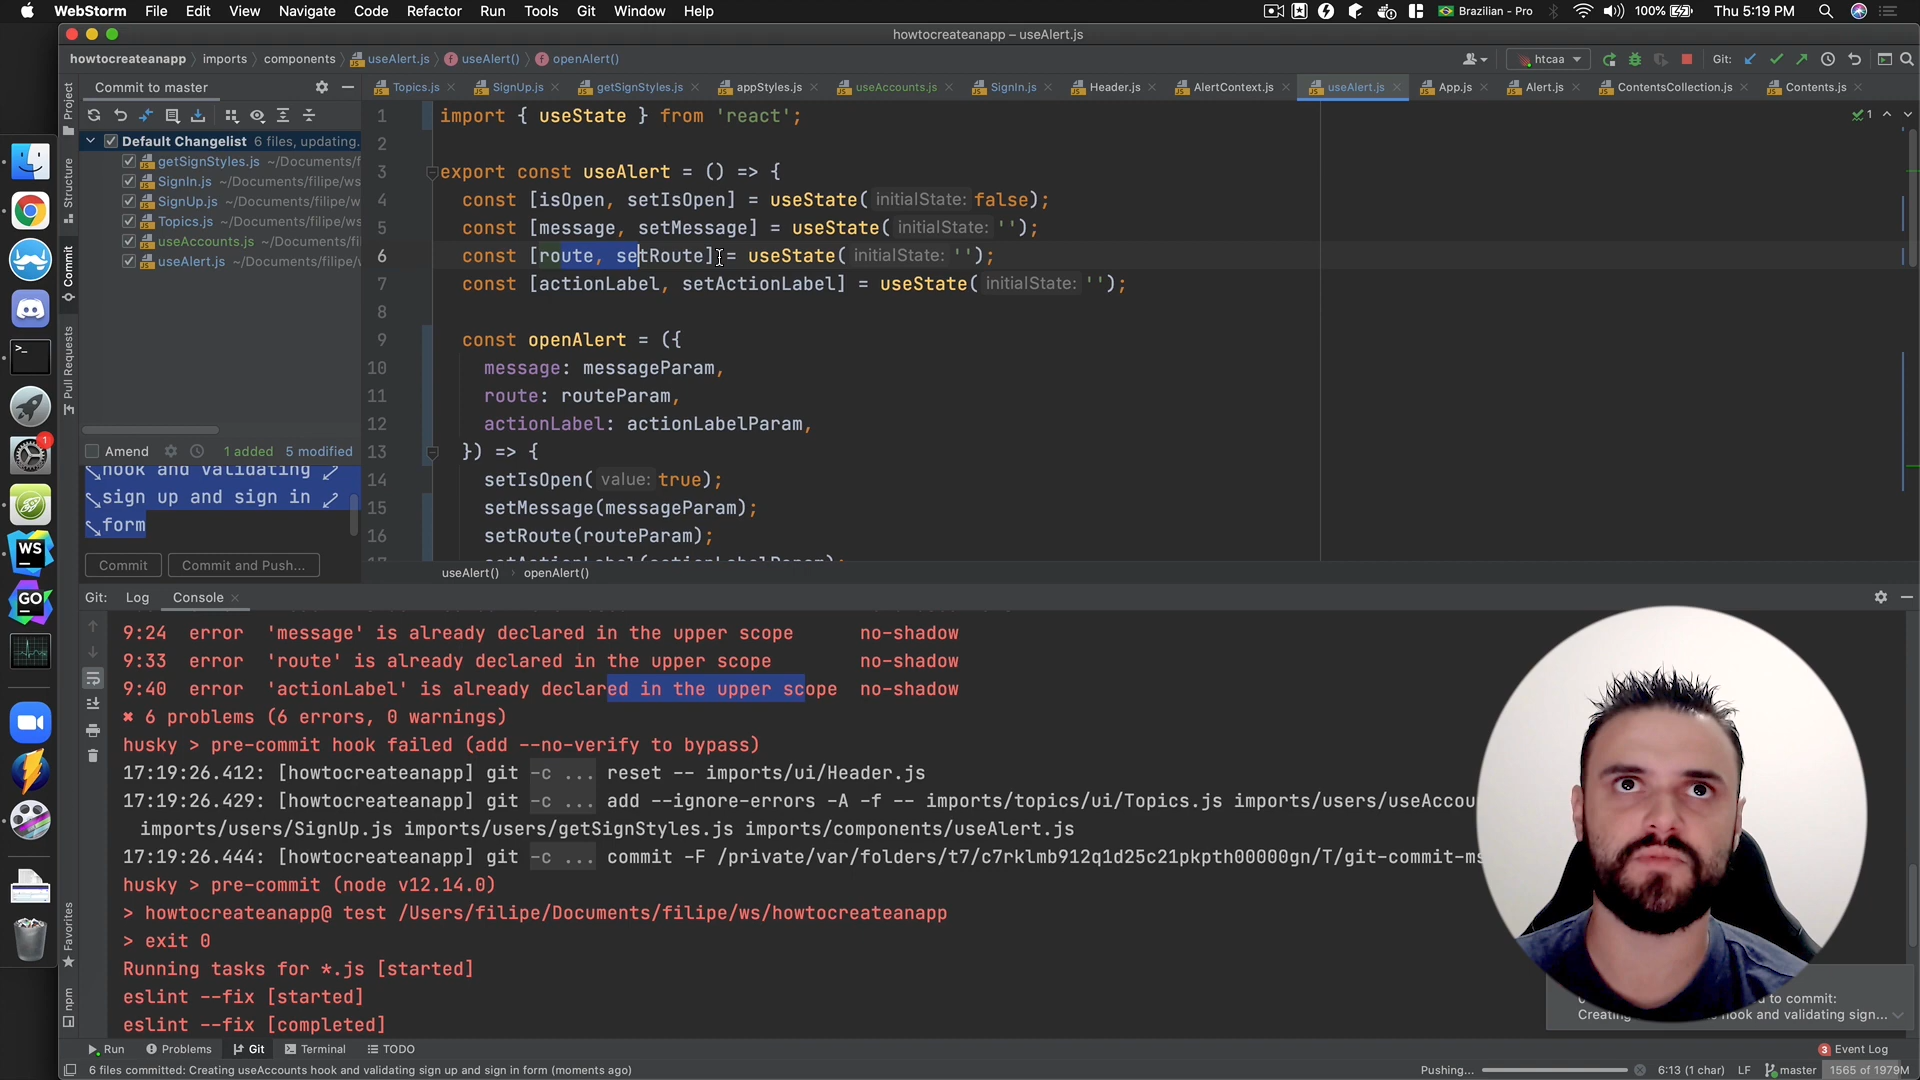 WebStorm File Edit View Navigate Code Refactor Run Tools Git Window Help Brazilian - Pro 100% Thu 5:19 PM
howtocreateanapp – useAlert.js
howtocreateanapp imports components useAlert.js useAlert() openAlert() htcaa Git:
Commit to master
Topics.js SignUp.js getSignStyles.js appStyles.js useAccounts.js SignIn.js Header.js AlertContext.js useAlert.js App.js Alert.js ContentsCollection.js Contents.js
Project
Structure
Commit
Pull Requests
Favorites
npm
Default Changelist 6 files, updating.
getSignStyles.js ~/Documents/f
SignIn.js ~/Documents/filipe/ws
SignUp.js ~/Documents/filipe/w
Topics.js ~/Documents/filipe/ws
useAccounts.js ~/Documents/f
useAlert.js ~/Documents/filipe/
Amend 1 added 5 modified
hook and validating
sign up and sign in
form
Commit Commit and Push...
1 import { useState } from 'react';
2
3 export const useAlert = () => {
4 const [isOpen, setIsOpen] = useState( initialState: false);
5 const [message, setMessage] = useState( initialState: '');
6 const [route, setRoute] = useState( initialState: '');
7 const [actionLabel, setActionLabel] = useState( initialState: '');
8
9 const openAlert = ({
10 message: messageParam,
11 route: routeParam,
12 actionLabel: actionLabelParam,
13 }) => {
14 setIsOpen( value: true);
15 setMessage(messageParam);
16 setRoute(routeParam);
17 setActionLabel(actionLabelParam);
1
useAlert() openAlert()
Git: Log Console
9:24 error 'message' is already declared in the upper scope no-shadow
9:33 error 'route' is already declared in the upper scope no-shadow
9:40 error 'actionLabel' is already declared in the upper scope no-shadow
✖ 6 problems (6 errors, 0 warnings)
husky > pre-commit hook failed (add --no-verify to bypass)
17:19:26.412: [howtocreateanapp] git -c ... reset -- imports/ui/Header.js
17:19:26.429: [howtocreateanapp] git -c ... add --ignore-errors -A -f -- imports/topics/ui/Topics.js imports/users/useAccou
imports/users/SignUp.js imports/users/getSignStyles.js imports/components/useAlert.js
17:19:26.444: [howtocreateanapp] git -c ... commit -F /private/var/folders/t7/c7rklmb912q1d25c21pkpth00000gn/T/git-commit-ms
husky > pre-commit (node v12.14.0)
> howtocreateanapp@ test /Users/filipe/Documents/filipe/ws/howtocreateanapp
> exit 0
Running tasks for *.js [started]
eslint --fix [started]
eslint --fix [completed]
d to commit:
Creating hook and validating sign...
Run Problems Git Terminal TODO 3 Event Log
6 files committed: Creating useAccounts hook and validating sign up and sign in form (moments ago) Pushing... 6:13 (1 char) LF master 1565 of 1979M
WS
GO
1